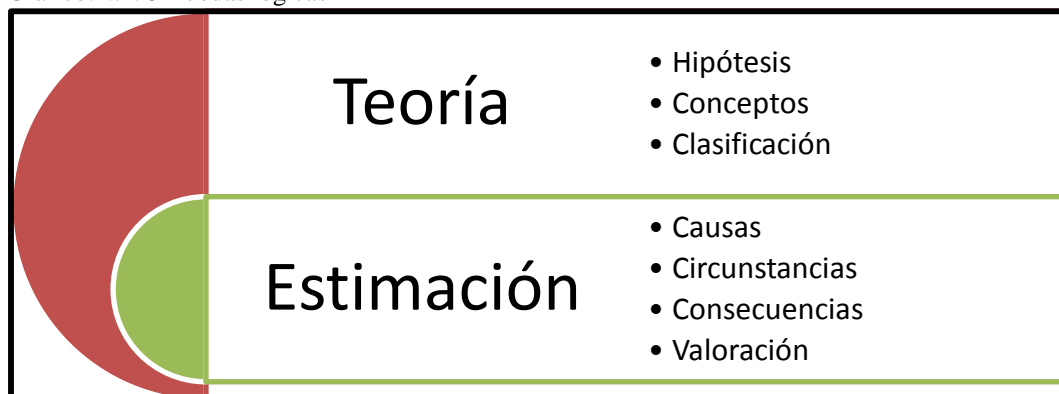 Teoría
• Hipótesis
• Conceptos
• Clasificación
Estimación
• Causas
• Circunstancias
• Consecuencias
• Valoración